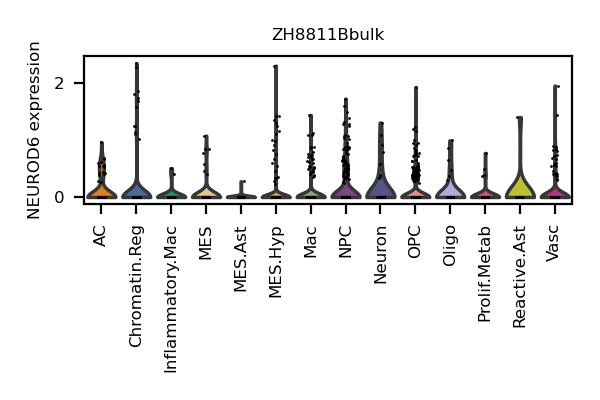 ZH8811Bbulk
NEUROD6 expression
2
0
AC
Chromatin.Reg
Inflammatory.Mac
MES
MES.Ast
MES.Hyp
Mac
NPC
Neuron
OPC
Oligo
Prolif.Metab
Reactive.Ast
Vasc